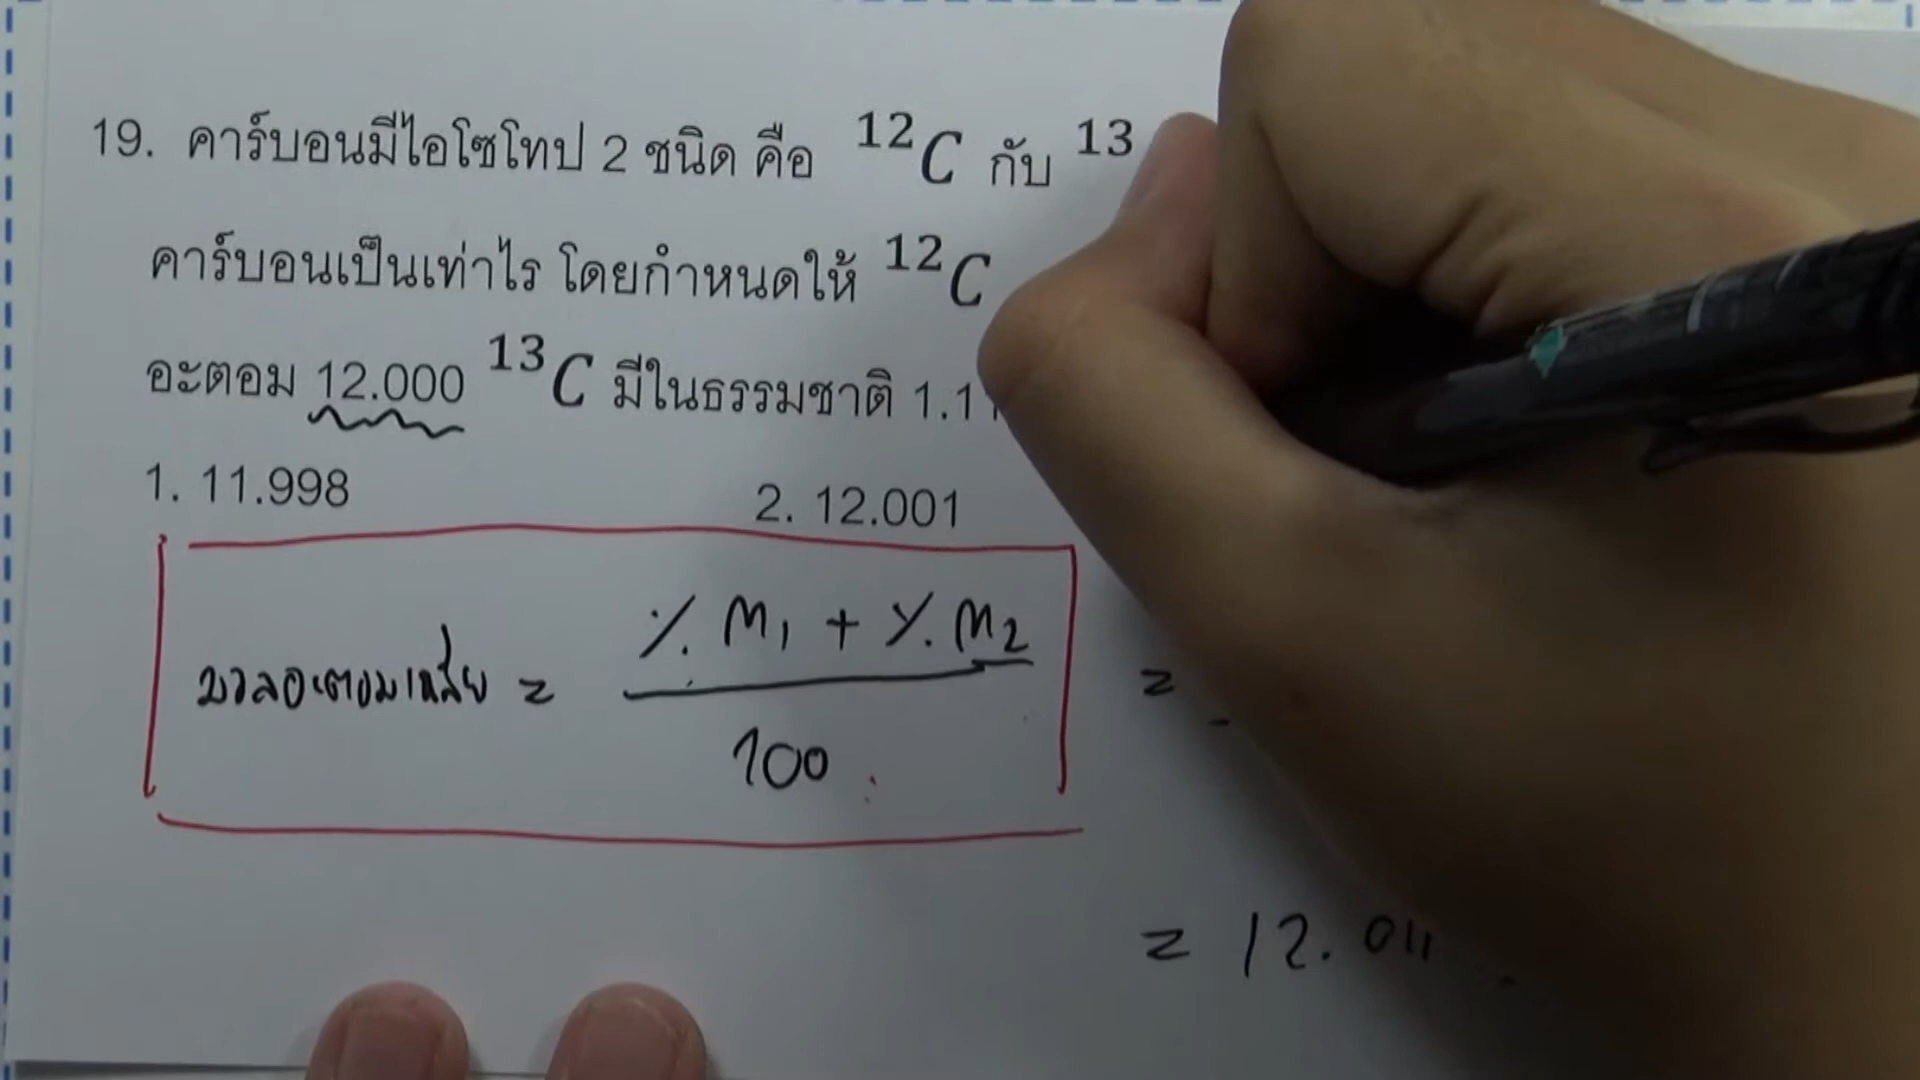 19. คาร์บอนมีไอโซโทป 2 ชนิด คือ ¹²C กับ ¹³
คาร์บอนเป็นเท่าไร โดยกำหนดให้ ¹²C
อะตอม 12.000 ¹³C มีในธรรมชาติ 1.1
1. 11.998 2. 12.001
% M₁ + % M₂
มวลอะตอมเฉลี่ย = =
100
= 12.011